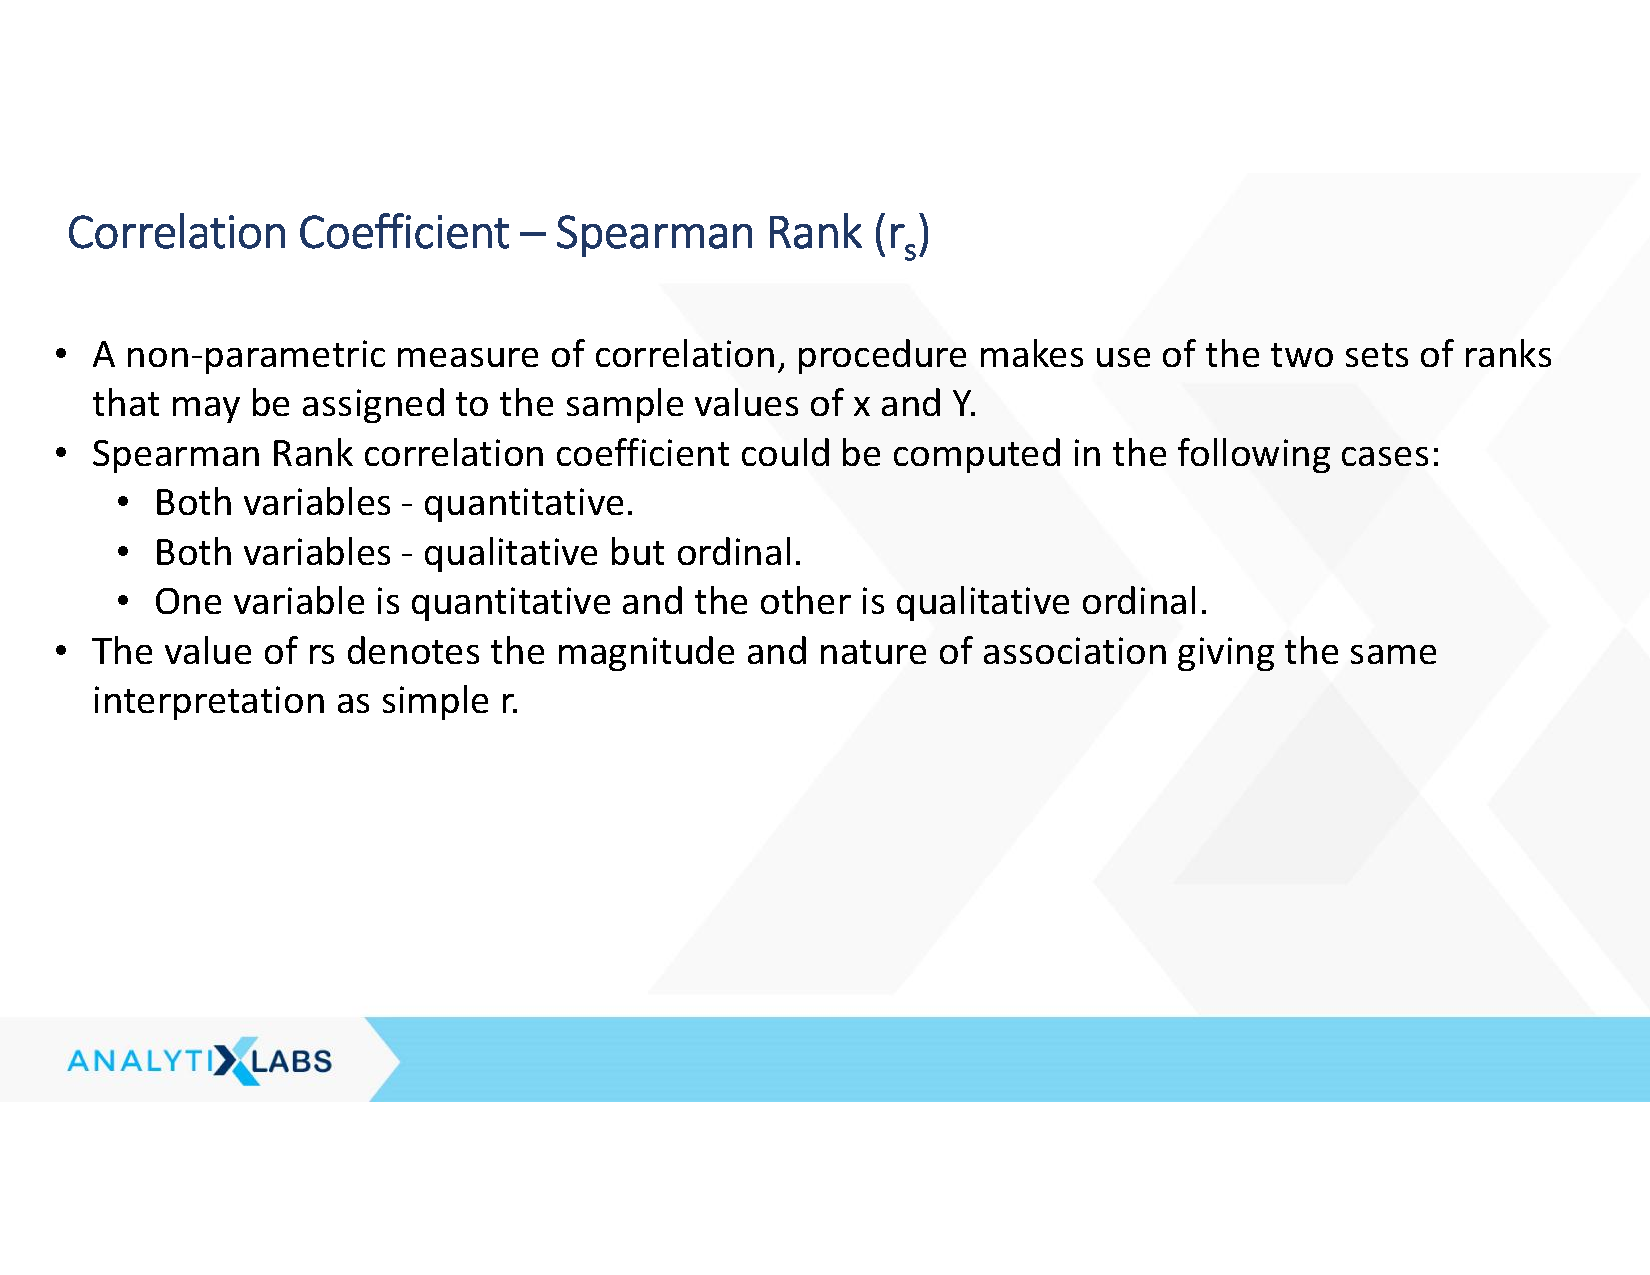 Correlation Coefficient – Spearman Rank (rs)
• A non-parametric measure of correlation, procedure makes use of the two sets of ranks
that may be assigned to the sample values of x and Y.
• Spearman Rank correlation coefficient could be computed in the following cases:
• Both variables - quantitative.
• Both variables - qualitative but ordinal.
• One variable is quantitative and the other is qualitative ordinal.
• The value of rs denotes the magnitude and nature of association giving the same
interpretation as simple r.
ANALYTIXLABS